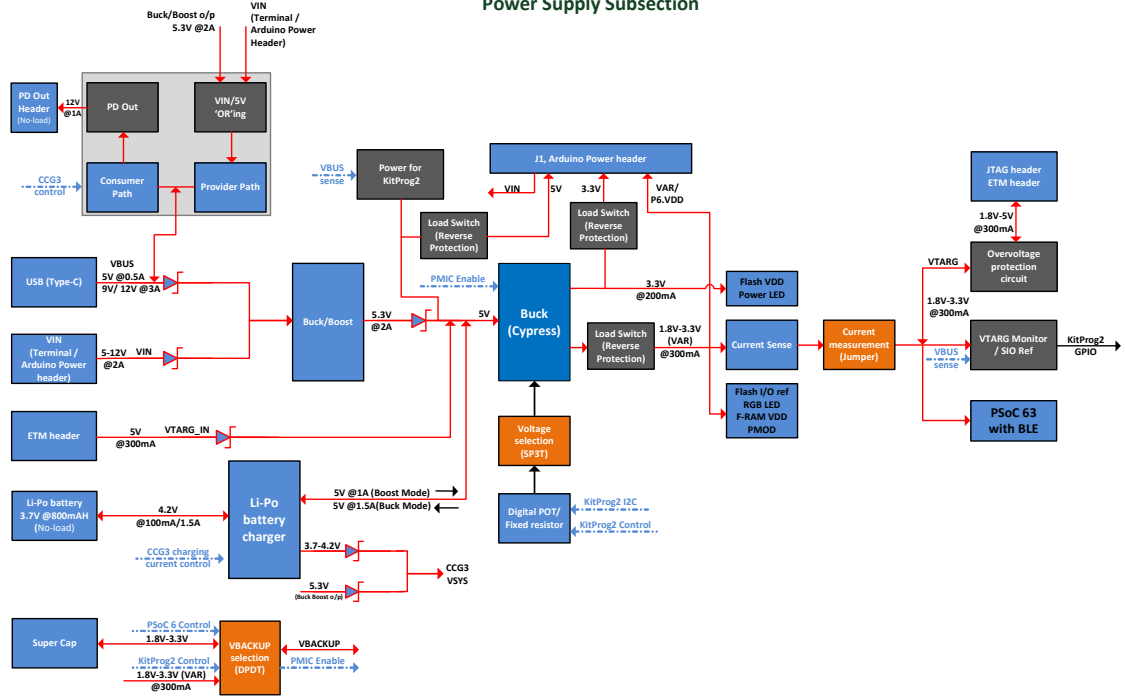 Power Supply Subsection
Buck/Boost o/p
5.3V @2A
VIN
(Terminal /
Arduino Power
Header)
PD Out
Header
(No-load)
12V
@1A
PD Out
VIN/5V
'OR'ing
CCG3
control
Consumer
Path
Provider Path
VBUS
sense
Power for
KitProg2
J1, Arduino Power header
VIN
5V
3.3V
VAR/
P6.VDD
Load Switch
(Reverse
Protection)
Load Switch
(Reverse
Protection)
JTAG header
ETM header
1.8V-5V
@300mA
USB (Type-C)
VBUS
5V @0.5A
9V/ 12V @3A
Buck/Boost
5.3V
@2A
5V
PMIC Enable
Buck
(Cypress)
3.3V
@200mA
Flash VDD
Power LED
VTARG
Overvoltage
protection
circuit
1.8V-3.3V
@300mA
VIN
(Terminal /
Arduino Power
header)
5-12V
@2A
VIN
Load Switch
(Reverse
Protection)
1.8V-3.3V
(VAR)
@300mA
Current Sense
Current
measurement
(Jumper)
VBUS
sense
VTARG Monitor
/ SIO Ref
KitProg2
GPIO
ETM header
5V
@300mA
VTARG_IN
Voltage
selection
(SP3T)
Flash I/O ref
RGB LED
F-RAM VDD
PMOD
PSoC 63
with BLE
Li-Po battery
3.7V @800mAH
(No-load)
4.2V
@100mA/1.5A
Li-Po
battery
charger
5V @1A (Boost Mode)
5V @1.5A(Buck Mode)
Digital POT/
Fixed resistor
KitProg2 I2C
KitProg2 Control
CCG3 charging
current control
3.7-4.2V
5.3V
(Buck Boost o/p)
CCG3
VSYS
Super Cap
PSoC 6 Control
1.8V-3.3V
KitProg2 Control
1.8V-3.3V (VAR)
@300mA
VBACKUP
selection
(DPDT)
VBACKUP
PMIC Enable